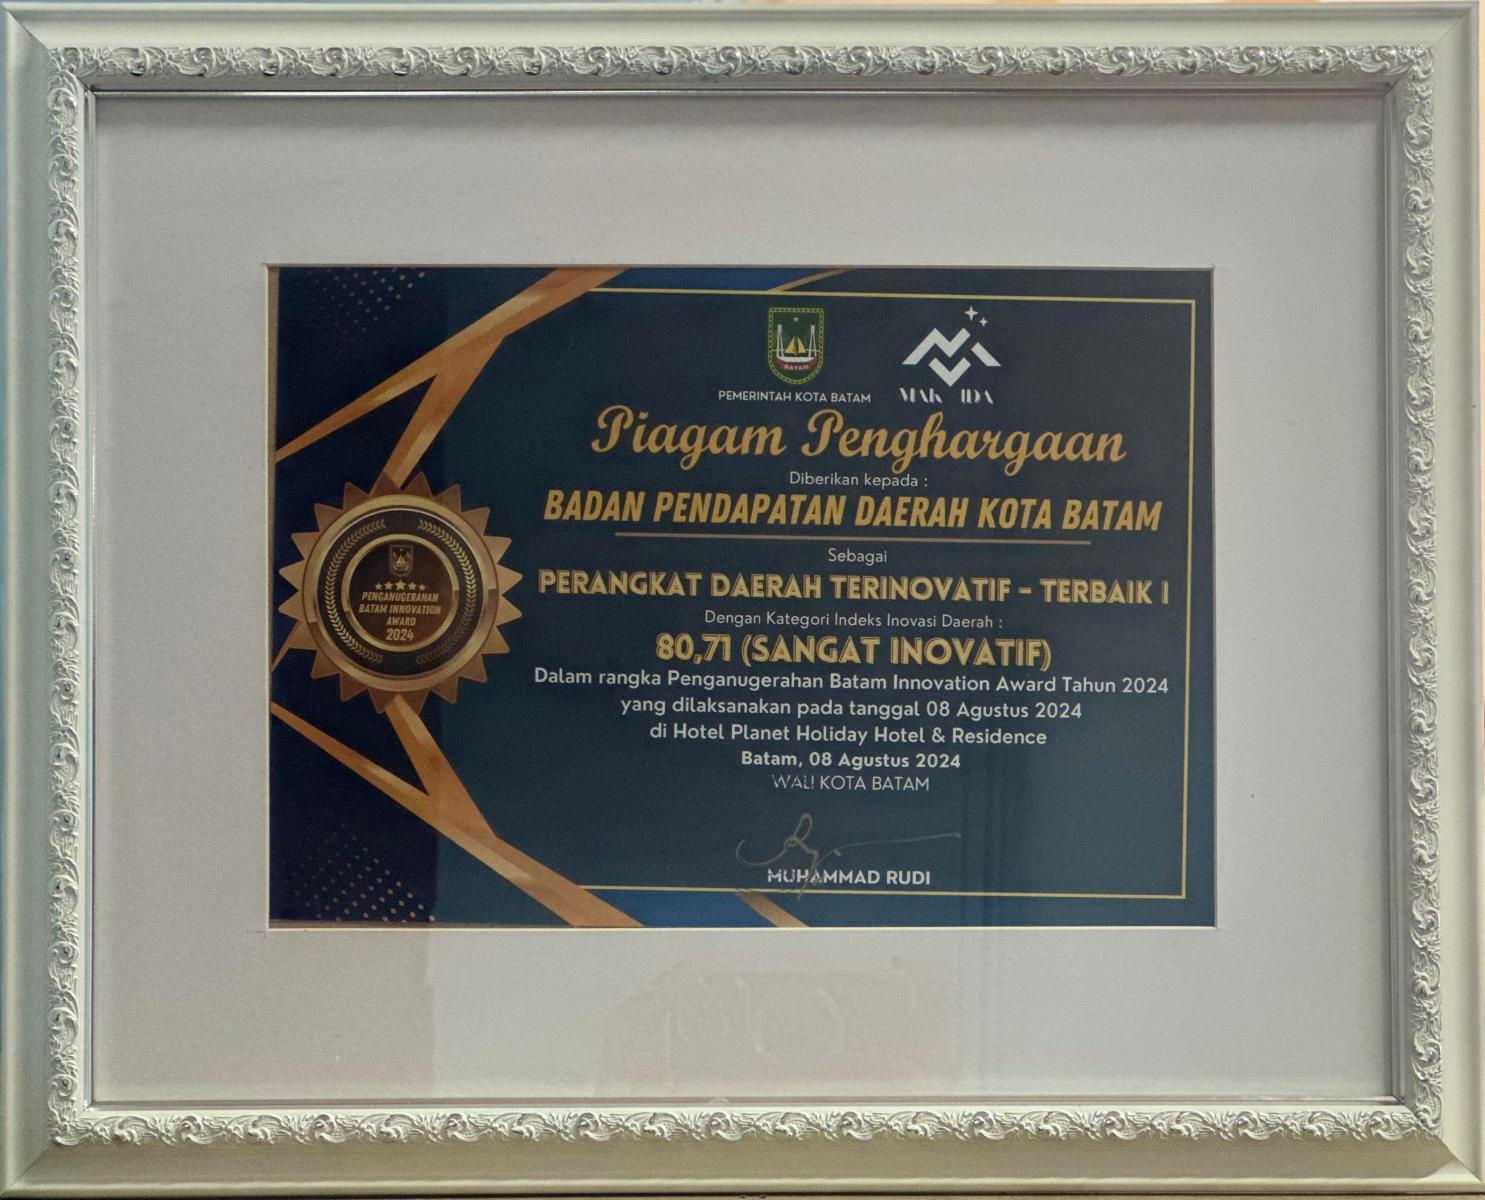 BATAM
PEMERINTAH KOTA BATAM
Piagam Penghargaan
Diberikan kepada :
BADAN PENDAPATAN DAERAH KOTA BATAM
Sebagai
PERANGKAT DAERAH TERINOVATIF - TERBAIK I
Dengan Kategori Indeks Inovasi Daerah :
80,71 (SANGAT INOVATIF)
Dalam rangka Penganugerahan Batam Innovation Award Tahun 2024
yang dilaksanakan pada tanggal 08 Agustus 2024
di Hotel Planet Holiday Hotel & Residence
Batam, 08 Agustus 2024
WALI KOTA BATAM
MUHAMMAD RUDI
PENGANUGERAHAN
BATAM INNOVATION
AWARD
2024